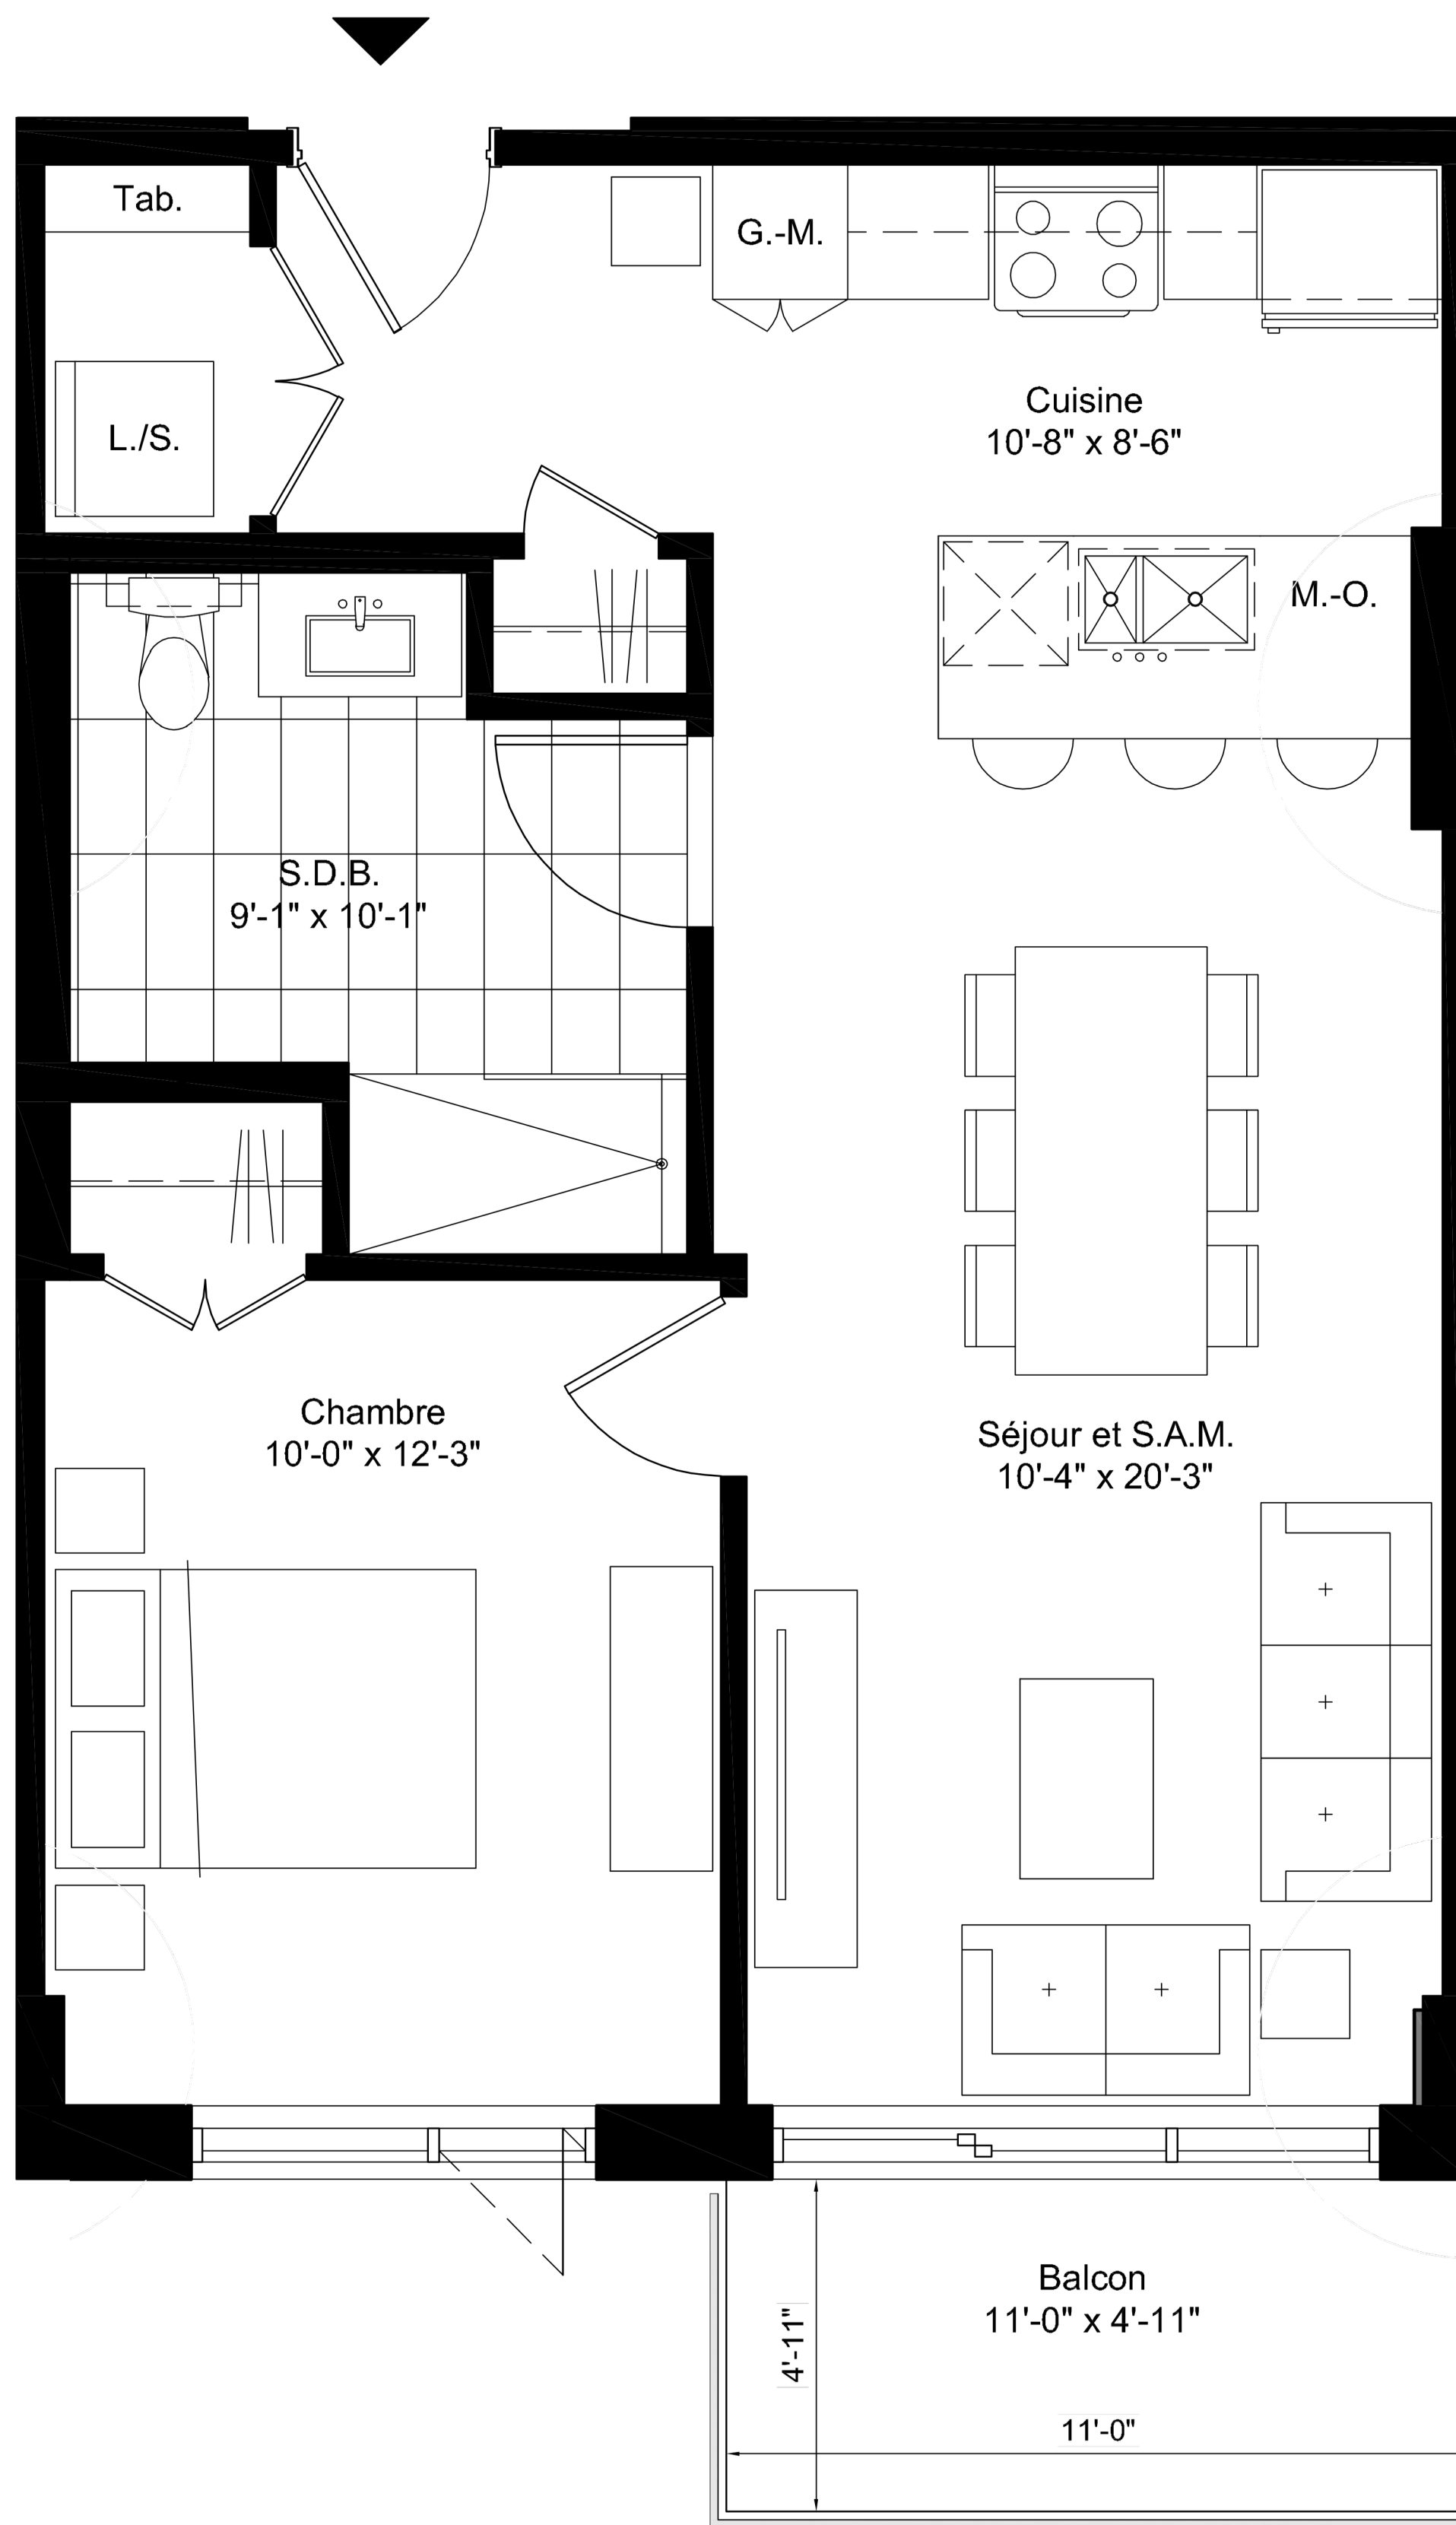 Tab.
G.-M.
L./S.
Cuisine
10'-8" x 8'-6"
M.-O.
S.D.B.
9'-1" x 10'-1"
Chambre
10'-0" x 12'-3"
Séjour et S.A.M.
10'-4" x 20'-3"
Balcon
11'-0" x 4'-11"
4'-11"
11'-0"